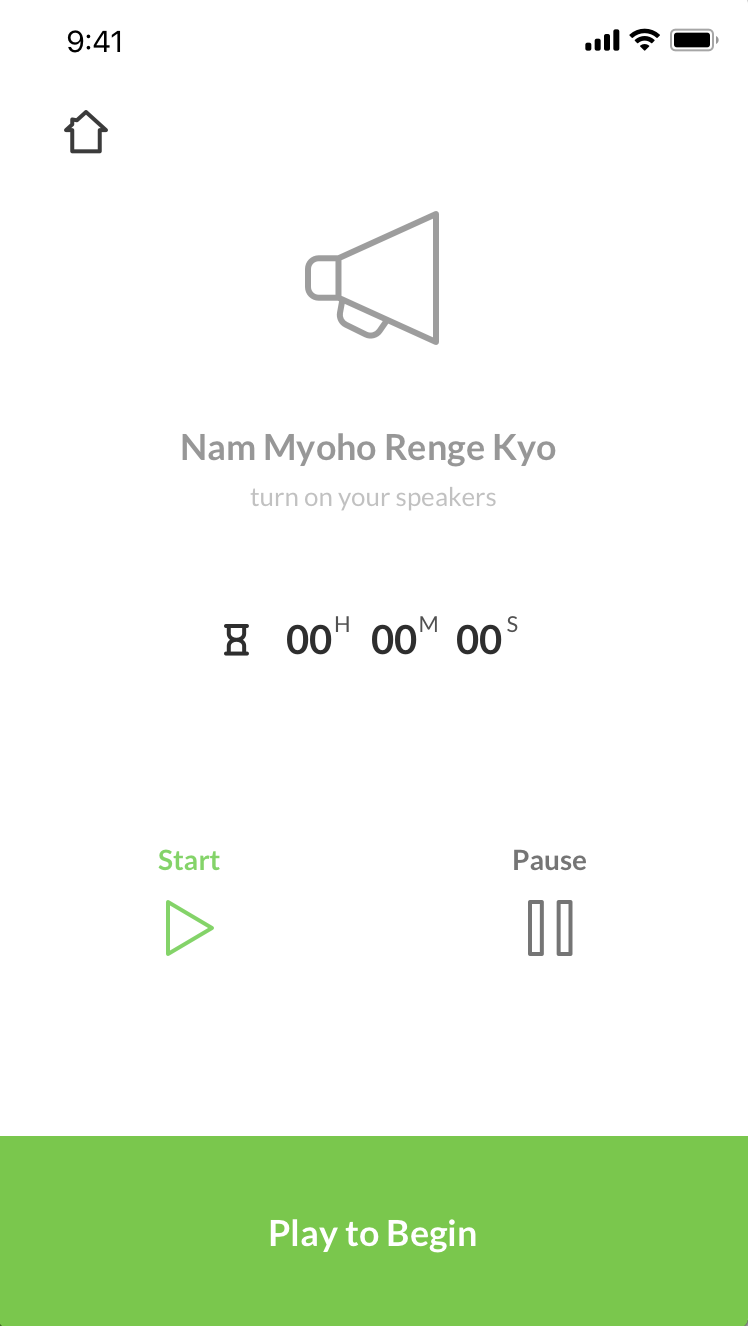 9:41
Nam Myoho Renge Kyo
turn on your speakers
00H 00M 00S
Start
Pause
Play to Begin